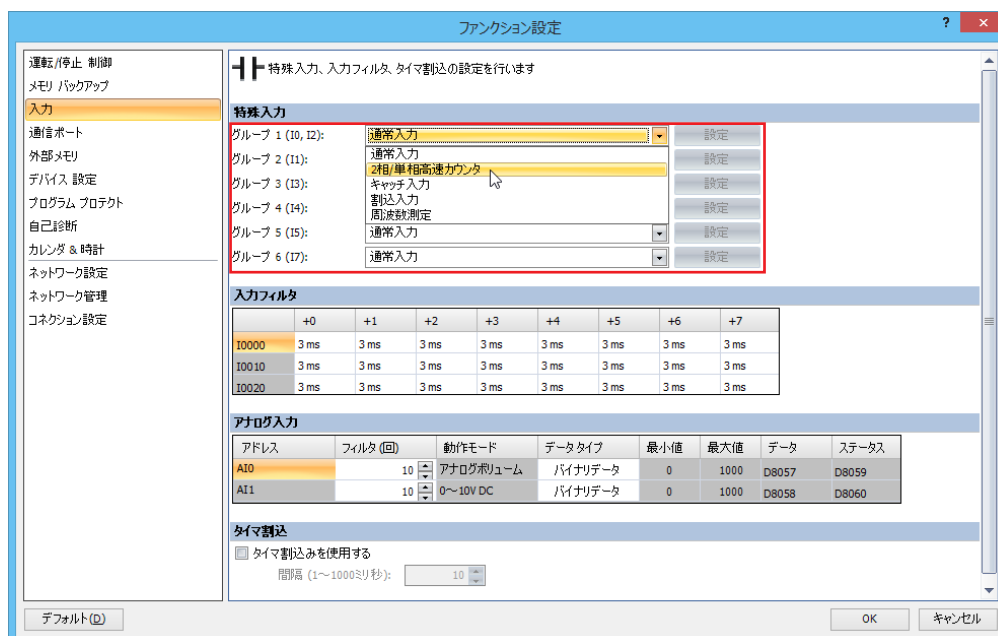 ファンクション設定
? ×
運転/停止 制御
メモリ バックアップ
入力
通信ポート
外部メモリ
デバイス 設定
プログラム プロテクト
自己診断
カレンダ & 時計
ネットワーク設定
ネットワーク管理
コネクション設定
特殊入力、入力フィルタ、タイマ割込の設定を行います
特殊入力
グループ 1 (I0, I2): 通常入力 設定
通常入力
グループ 2 (I1): 設定
2相/単相高速カウンタ
グループ 3 (I3): キャッチ入力 設定
割込入力
グループ 4 (I4): 設定
周波数測定
グループ 5 (I5): 通常入力 設定
グループ 6 (I7): 通常入力 設定
入力フィルタ
+0 +1 +2 +3 +4 +5 +6 +7
I0000 3 ms 3 ms 3 ms 3 ms 3 ms 3 ms 3 ms 3 ms
I0010 3 ms 3 ms 3 ms 3 ms 3 ms 3 ms 3 ms 3 ms
I0020 3 ms 3 ms 3 ms 3 ms 3 ms 3 ms 3 ms 3 ms
アナログ入力
アドレス フィルタ (回) 動作モード データ タイプ 最小値 最大値 データ ステータス
AI0 10 アナログボリューム バイナリデータ 0 1000 D8057 D8059
AI1 10 0～10V DC バイナリデータ 0 1000 D8058 D8060
タイマ割込
タイマ割込みを使用する
間隔 (1～1000ミリ秒): 10
デフォルト(D) OK キャンセル